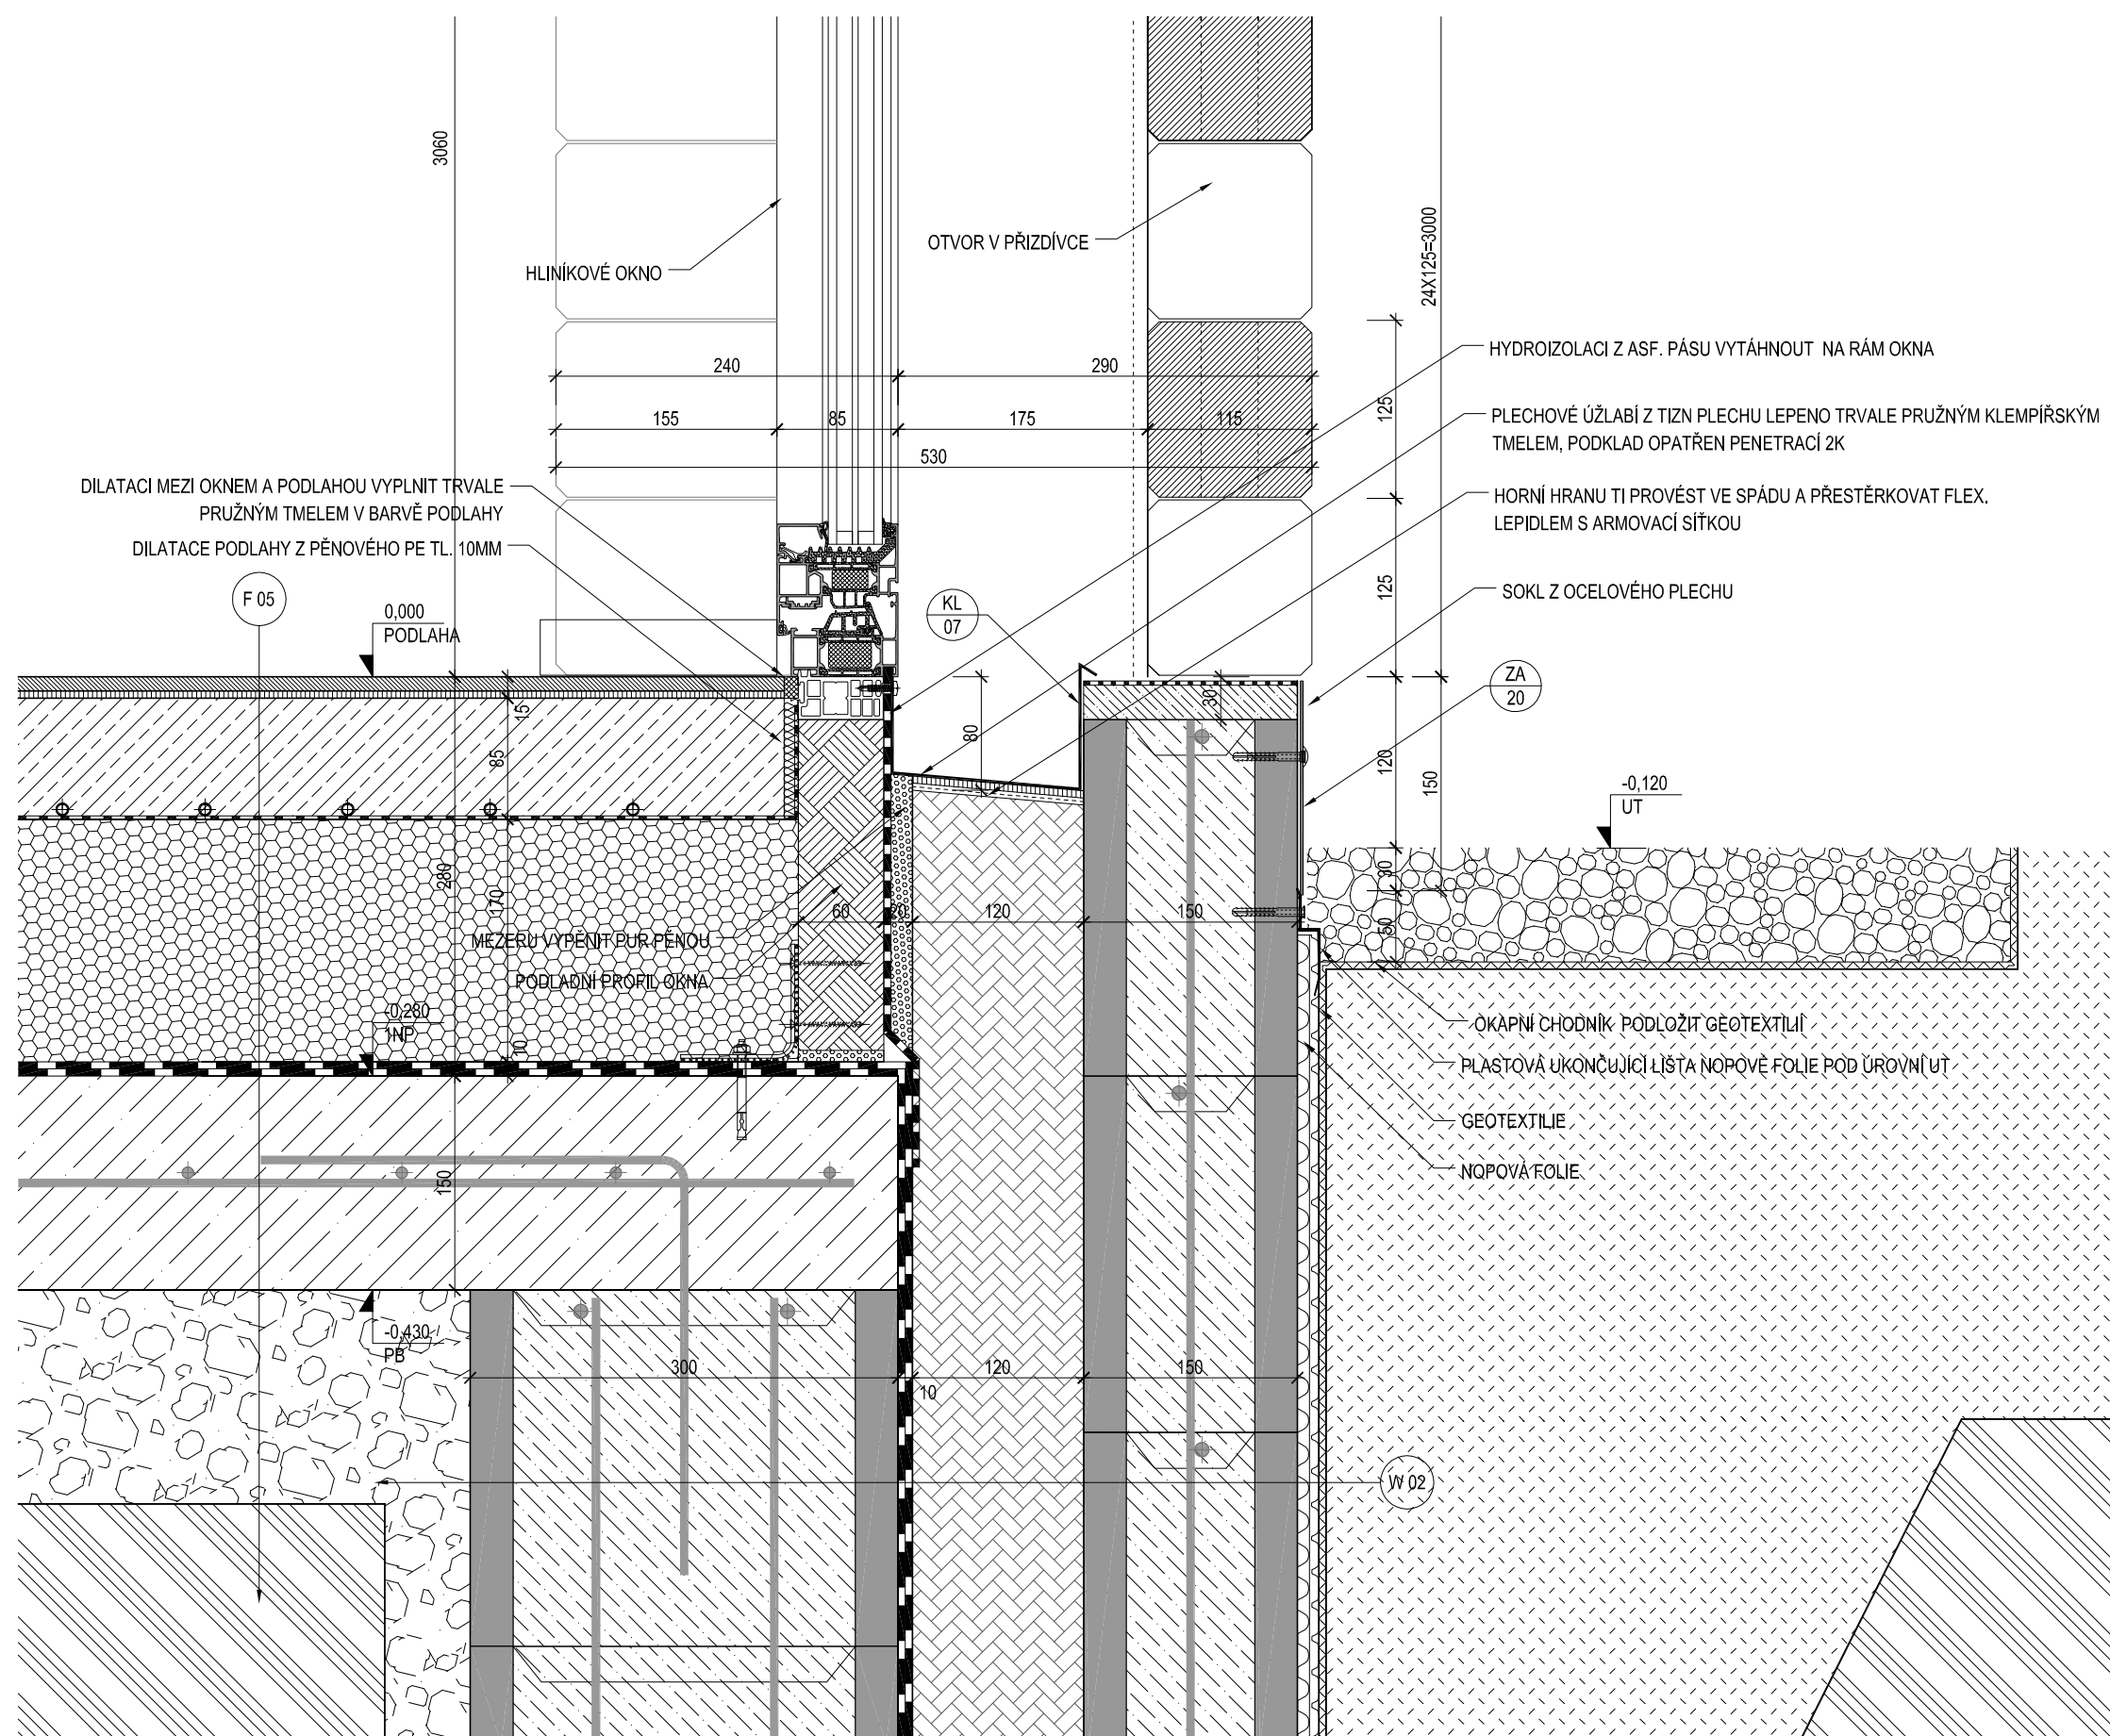 3060
24X125=3000
OTVOR V PŘIZDÍVCE
HLINÍKOVÉ OKNO
240
290
155
85
175
115
530
125
125
HYDROIZOLACI Z ASF. PÁSU VYTÁHNOUT NA RÁM OKNA
PLECHOVÉ ÚŽLABÍ Z TIZN PLECHU LEPENO TRVALE PRUŽNÝM KLEMPÍŘSKÝM
TMELEM, PODKLAD OPATŘEN PENETRACÍ 2K
HORNÍ HRANU TI PROVÉST VE SPÁDU A PŘESTĚRKOVAT FLEX.
LEPIDLEM S ARMOVACÍ SÍŤKOU
SOKL Z OCELOVÉHO PLECHU
DILATACI MEZI OKNEM A PODLAHOU VYPLNIT TRVALE
PRUŽNÝM TMELEM V BARVĚ PODLAHY
DILATACE PODLAHY Z PĚNOVÉHO PE TL. 10MM
F 05
0,000
PODLAHA
KL
07
ZA
20
15
85
80
30
120
150
-0,120
UT
280
170
30
50
60
20
120
150
MEZERU VYPĚNIT PUR PĚNOU
PODLADNÍ PROFIL OKNA
-0,280
1NP
10
OKAPNÍ CHODNÍK PODLOŽIT GEOTEXTILIÍ
PLASTOVÁ UKONČUJÍCÍ LIŠTA NOPOVÉ FOLIE POD ÚROVNÍ UT
GEOTEXTILIE
NOPOVÁ FOLIE
150
-0,430
PB
300
10
120
150
W 02